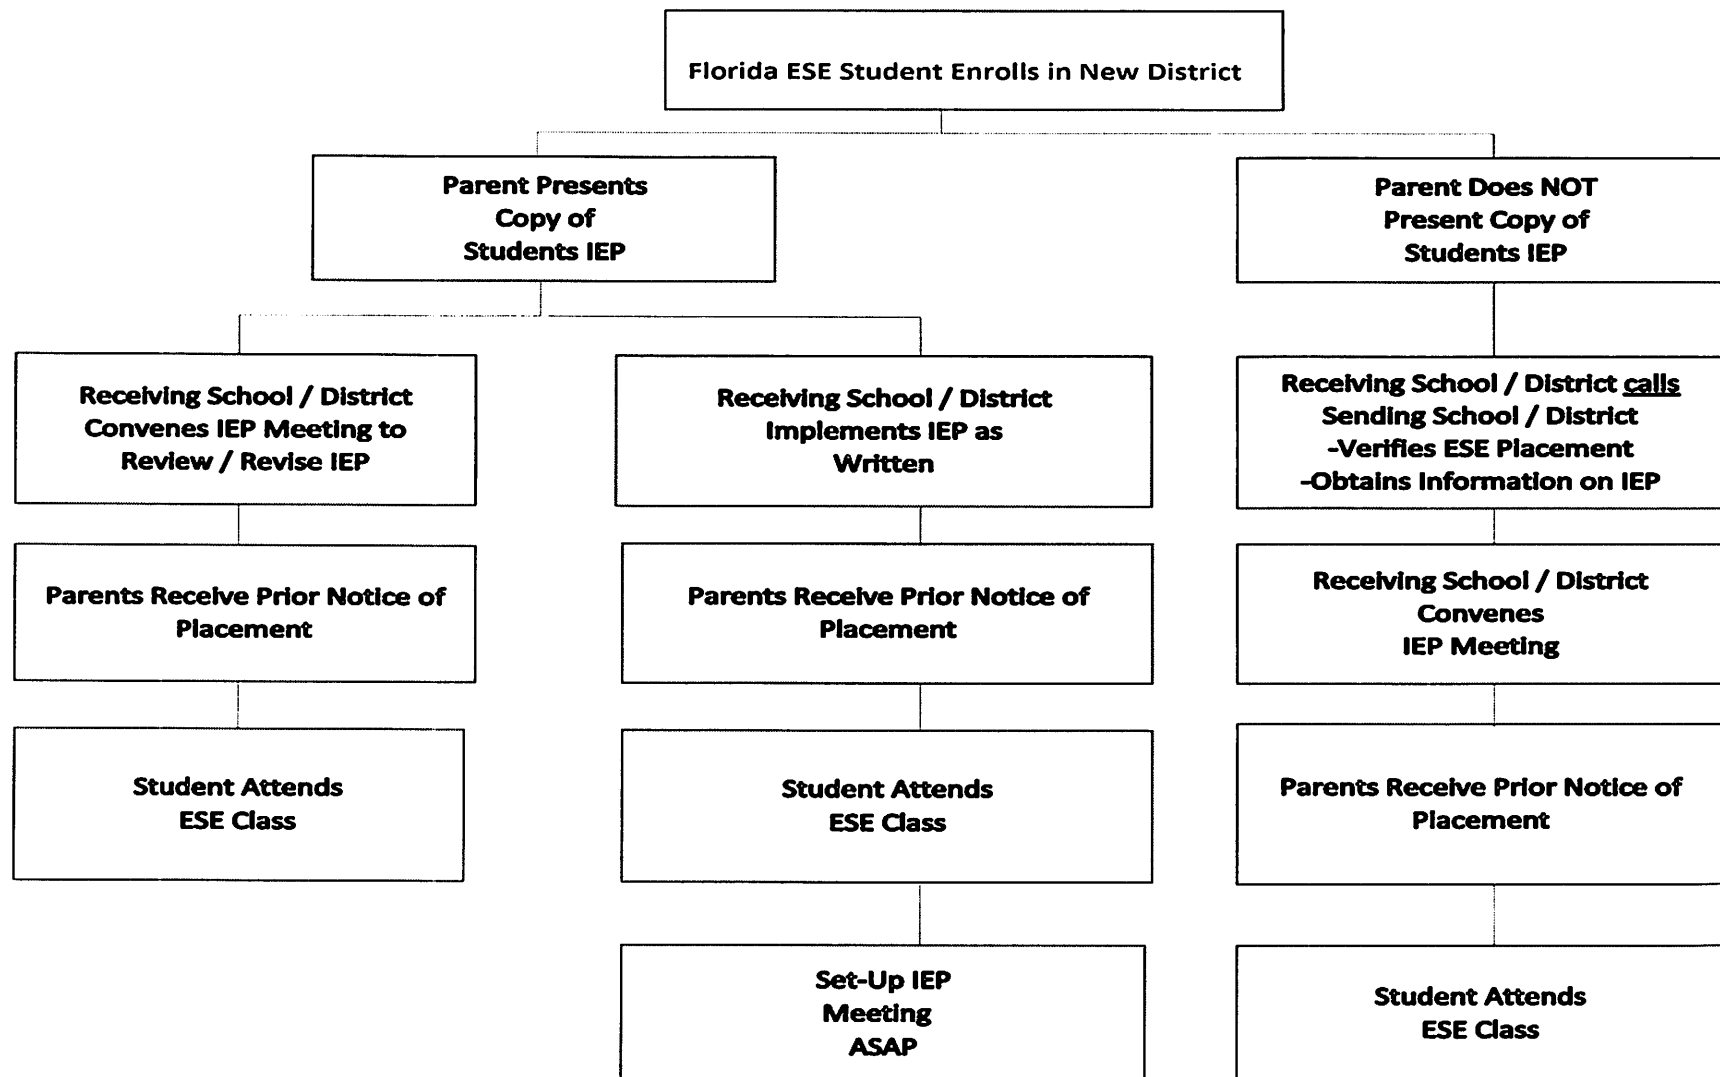 Florida ESE Student Enrolls in New District
Parent Presents
Copy of
Students IEP
Parent Does NOT
Present Copy of
Students IEP
Receiving School / District
Convenes IEP Meeting to
Review / Revise IEP
Receiving School / District
Implements IEP as
Written
Receiving School / District calls
Sending School / District
-Verifies ESE Placement
-Obtains Information on IEP
Parents Receive Prior Notice of
Placement
Parents Receive Prior Notice of
Placement
Receiving School / District
Convenes
IEP Meeting
Student Attends
ESE Class
Student Attends
ESE Class
Parents Receive Prior Notice of
Placement
Set-Up IEP
Meeting
ASAP
Student Attends
ESE Class